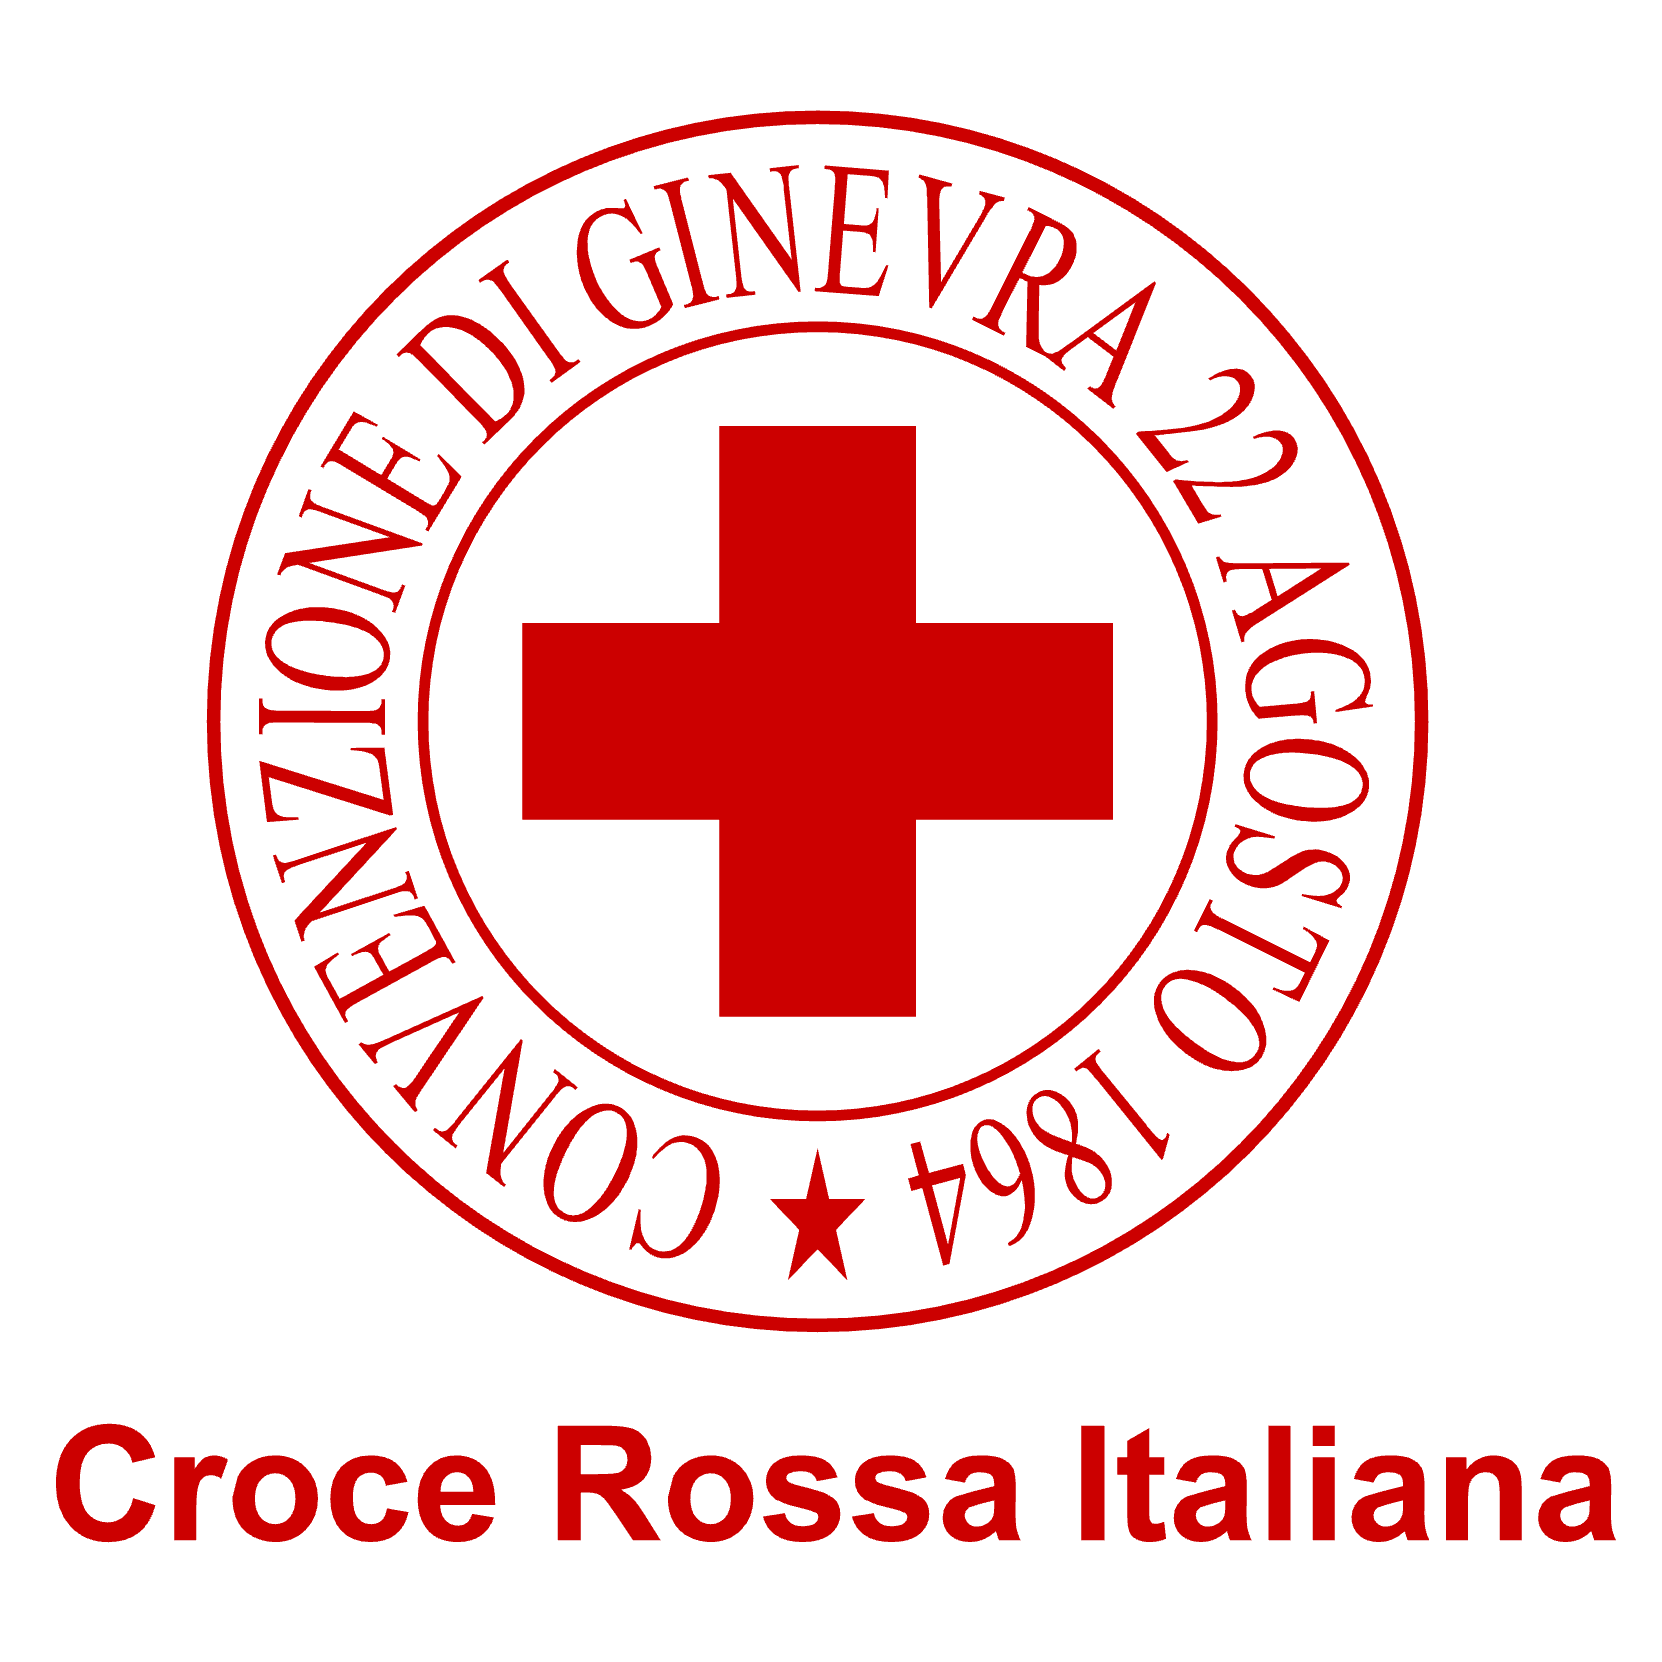 CONVENZIONE DI GINEVRA 22 AGOSTO 1864
Croce Rossa Italiana